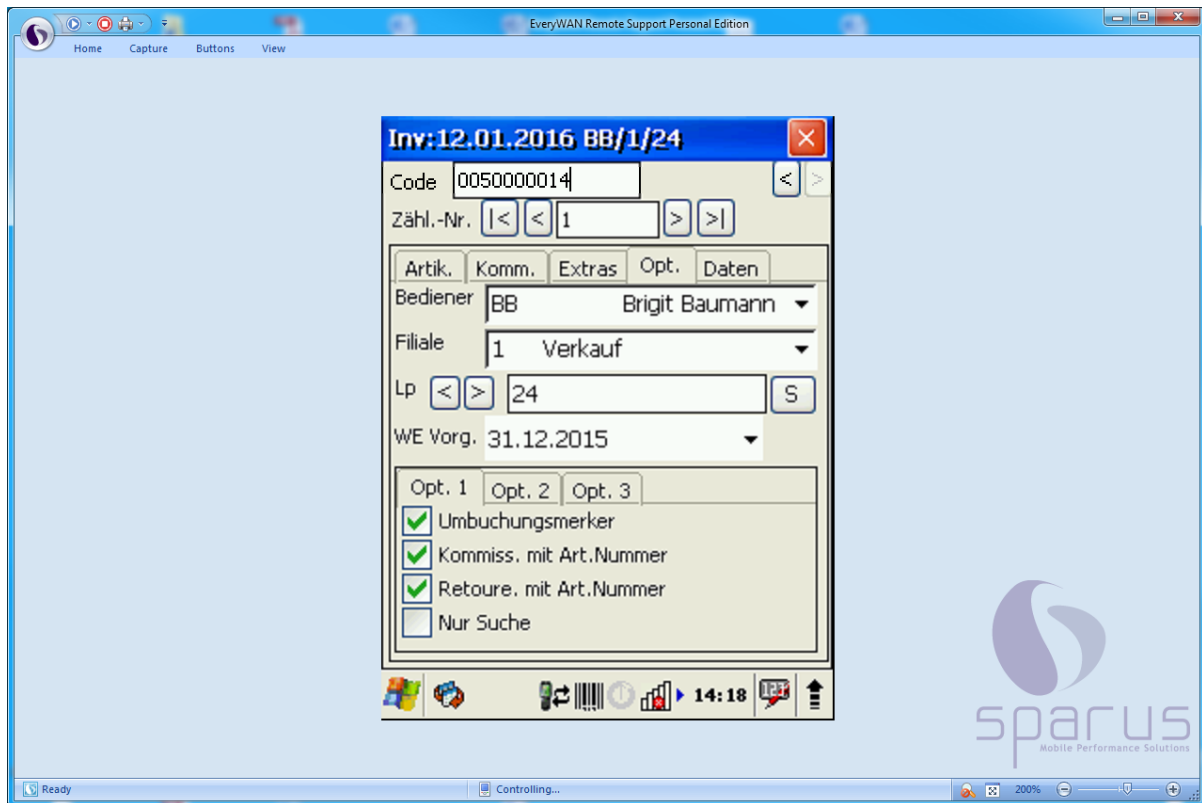 EveryWAN Remote Support Personal Edition
Home Capture Buttons View
Inv:12.01.2016 BB/1/24
Code 0050000014 < >
Zähl.-Nr. |< < 1 > >|
Artik. Komm. Extras Opt. Daten
Bediener BB Brigit Baumann
Filiale 1 Verkauf
Lp < > 24 S
WE Vorg. 31.12.2015
Opt. 1 Opt. 2 Opt. 3
Umbuchungsmerker
Kommiss. mit Art.Nummer
Retoure. mit Art.Nummer
Nur Suche
14:18 123
sparus
Mobile Performance Solutions
Ready Controlling... 200%